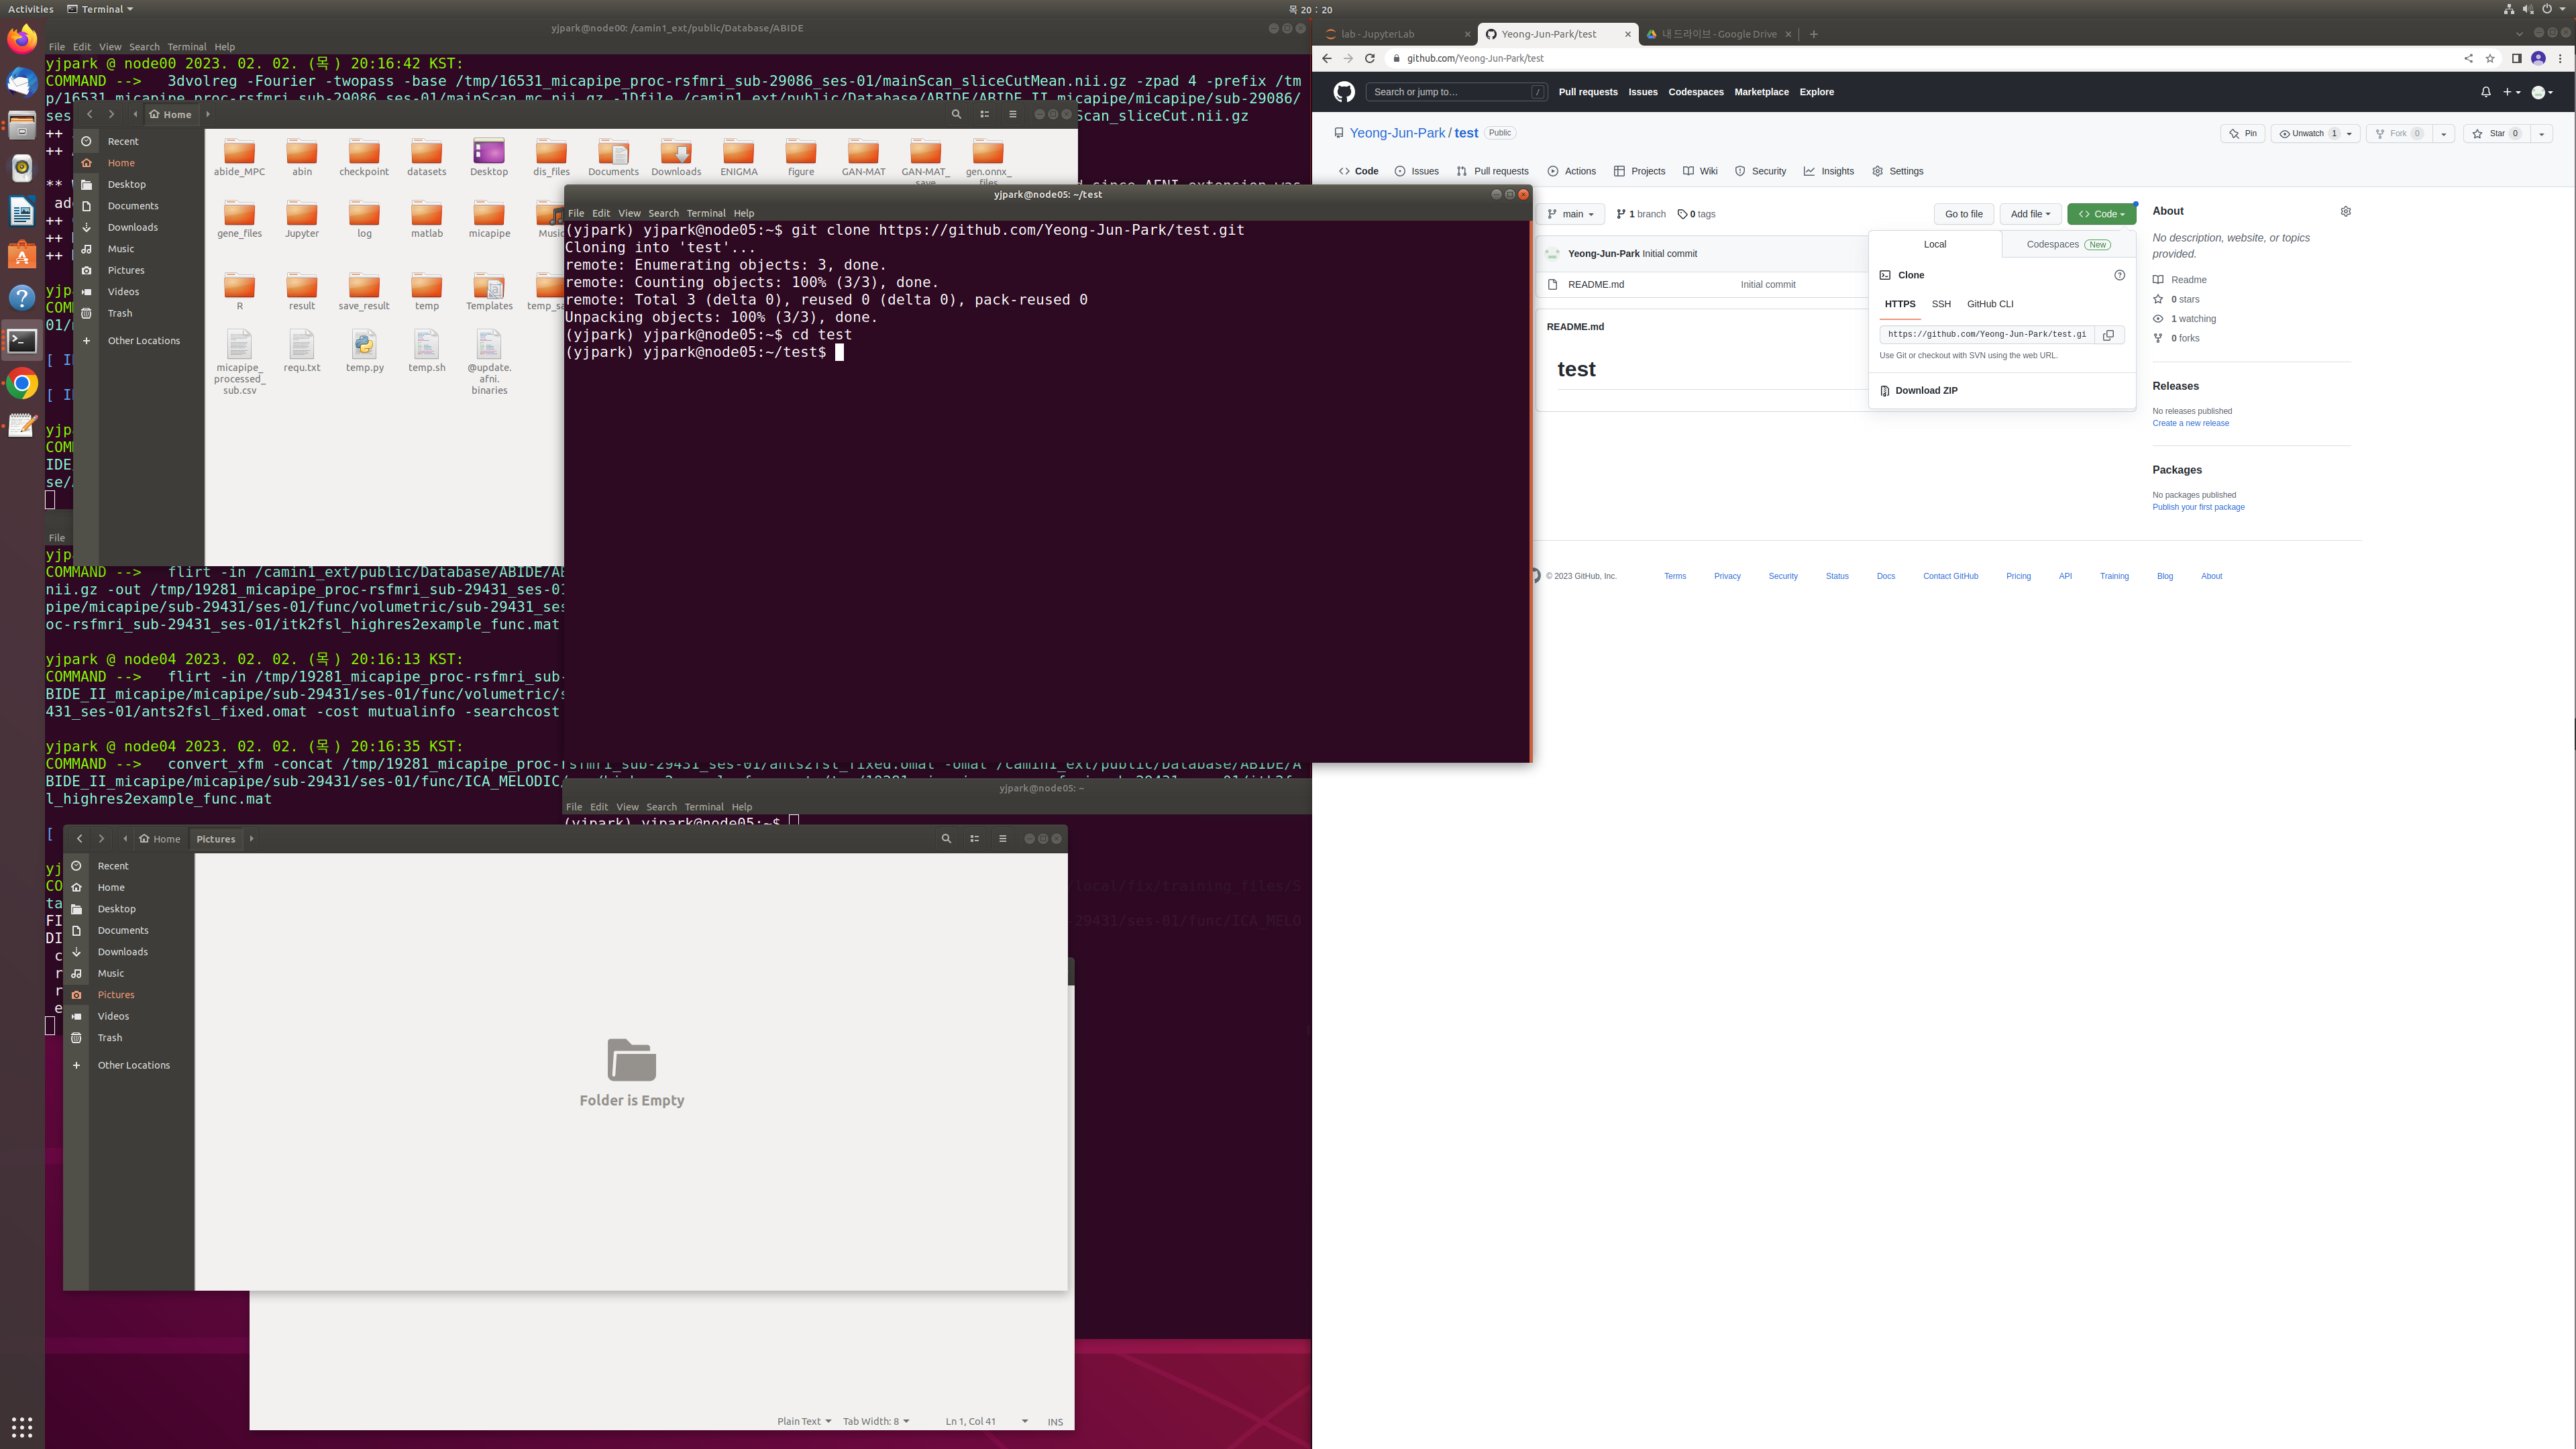 Activities
Terminal
목 20 : 20
yjpark@node00: /camin1_ext/public/Database/ABIDE
File Edit View Search Terminal Help
yjpark @ node00 2023. 02. 02. (목) 20:16:42 KST:
COMMAND -->   3dvolreg -Fourier -twopass -base /tmp/16531_micapipe_proc-rsfmri_sub-29086_ses-01/mainScan_sliceCutMean.nii.gz -zpad 4 -prefix /tm
p/16531_micapipe_proc-rsfmri_sub-29086_ses-01/mainScan_mc.nii.gz -1Dfile /camin1_ext/public/Database/ABIDE/ABIDE_II_micapipe/micapipe/sub-29086/
Home
Recent
Home
Desktop
Documents
Downloads
Music
Pictures
Videos
Trash
Other Locations
abide_MPC abin checkpoint datasets Desktop dis_files Documents Downloads ENIGMA figure GAN-MAT GAN-MAT_save gen.onnx_files
gene_files Jupyter log matlab micapipe Music
R result save_result temp Templates
micapipe_processed_sub.csv requ.txt temp.py temp.sh @update.afni.binaries
yjpark@node05: ~/test
File Edit View Search Terminal Help
(yjpark) yjpark@node05:~$ git clone https://github.com/Yeong-Jun-Park/test.git
Cloning into 'test'...
remote: Enumerating objects: 3, done.
remote: Counting objects: 100% (3/3), done.
remote: Total 3 (delta 0), reused 0 (delta 0), pack-reused 0
Unpacking objects: 100% (3/3), done.
(yjpark) yjpark@node05:~$ cd test
(yjpark) yjpark@node05:~/test$
File
COMMAND -->   flirt -in /camin1_ext/public/Database/ABIDE/AB
nii.gz -out /tmp/19281_micapipe_proc-rsfmri_sub-29431_ses-01
pipe/micapipe/sub-29431/ses-01/func/volumetric/sub-29431_ses
oc-rsfmri_sub-29431_ses-01/itk2fsl_highres2example_func.mat
yjpark @ node04 2023. 02. 02. (목) 20:16:13 KST:
COMMAND -->   flirt -in /tmp/19281_micapipe_proc-rsfmri_sub-
BIDE_II_micapipe/micapipe/sub-29431/ses-01/func/volumetric/s
431_ses-01/ants2fsl_fixed.omat -cost mutualinfo -searchcost
yjpark @ node04 2023. 02. 02. (목) 20:16:35 KST:
COMMAND -->   convert_xfm -concat /tmp/19281_micapipe_proc-rsfmri_sub-29431_ses-01/ants2fsl_fixed.omat -omat /camin1_ext/public/Database/ABIDE/A
BIDE_II_micapipe/micapipe/sub-29431/ses-01/func/ICA_MELODIC/
l_highres2example_func.mat
yjpark@node05: ~
File Edit View Search Terminal Help
(yjpark) yjpark@node05:~$
/local/fix/training_files/S
-29431/ses-01/func/ICA_MELO
Home Pictures
Recent
Home
Desktop
Documents
Downloads
Music
Pictures
Videos
Trash
Other Locations
Folder is Empty
Plain Text Tab Width: 8 Ln 1, Col 41 INS
lab - JupyterLab
Yeong-Jun-Park/test
내 드라이브 - Google Drive
github.com/Yeong-Jun-Park/test
Search or jump to… / Pull requests Issues Codespaces Marketplace Explore
Yeong-Jun-Park / test Public
Pin Unwatch 1 Fork 0 Star 0
Code Issues Pull requests Actions Projects Wiki Security Insights Settings
main 1 branch 0 tags Go to file Add file Code
Yeong-Jun-Park Initial commit
README.md Initial commit
README.md
test
Local Codespaces New
Clone
HTTPS SSH GitHub CLI
https://github.com/Yeong-Jun-Park/test.gi
Use Git or checkout with SVN using the web URL.
Download ZIP
About
No description, website, or topics
provided.
Readme
0 stars
1 watching
0 forks
Releases
No releases published
Create a new release
Packages
No packages published
Publish your first package
© 2023 GitHub, Inc. Terms Privacy Security Status Docs Contact GitHub Pricing API Training Blog About